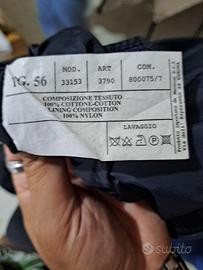 TG. 56
MOD. ART COM.
33153 3790 800075/7
COMPOSIZIONE TESSUTO
100% COTTONE-COTTON
LINING COMPOSITION
100% NYLON
LAVAGGIO
subito